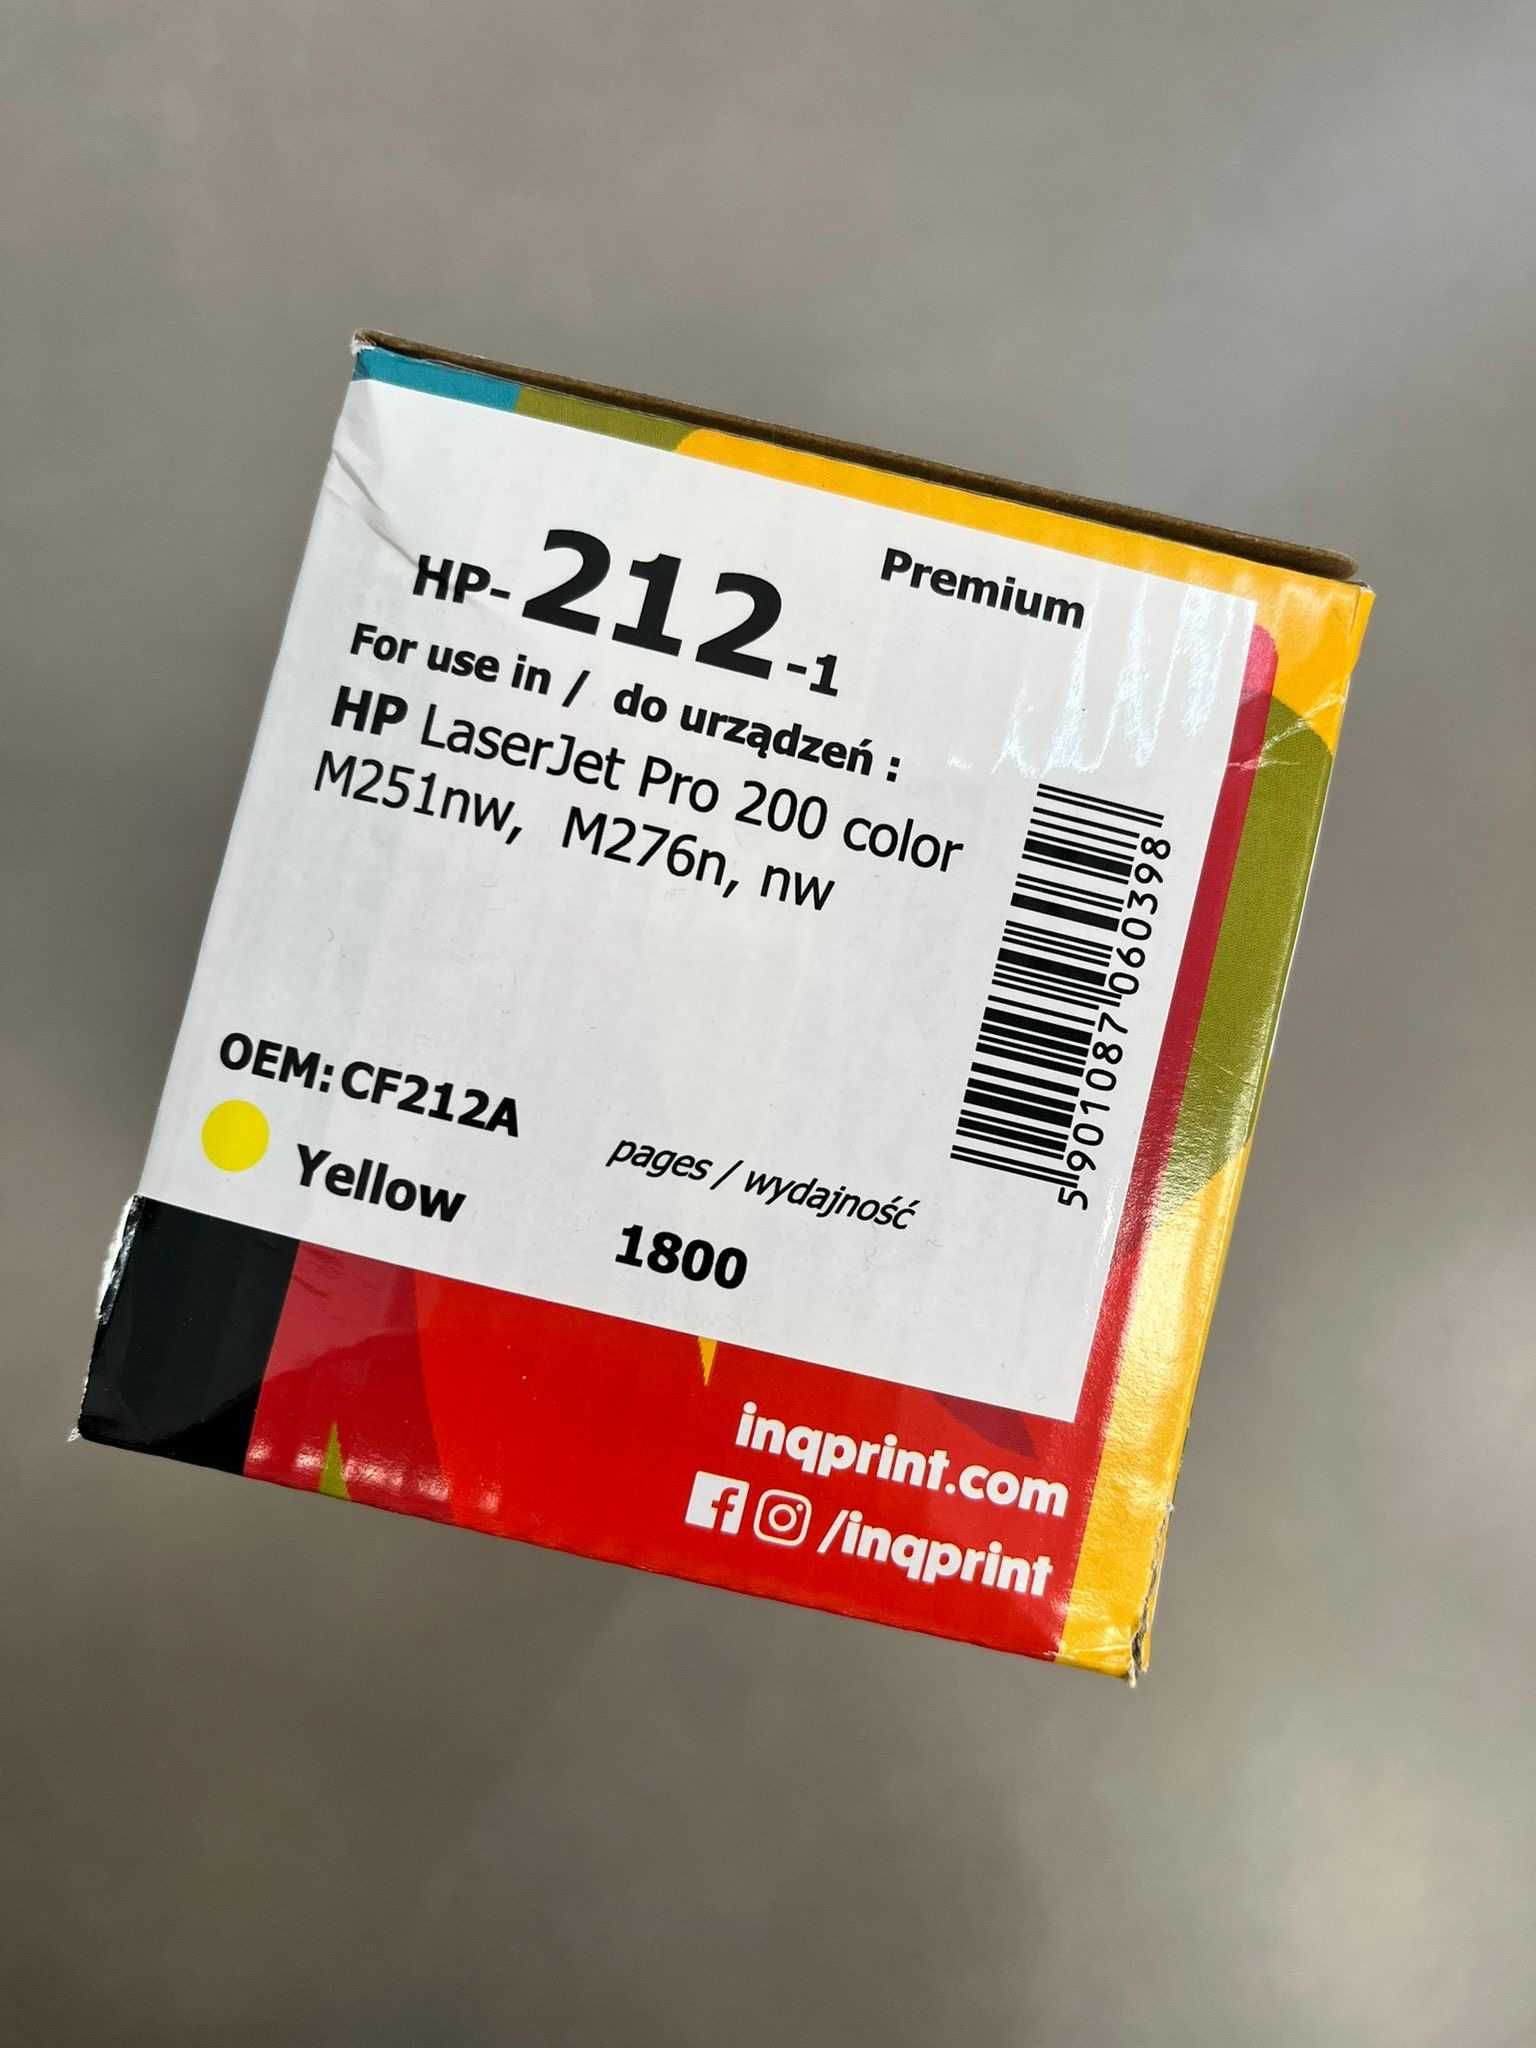 HP-212-1
Premium
For use in / do urządzeń :
HP LaserJet Pro 200 color
M251nw, M276n, nw
5901087060398
OEM: CF212A
Yellow
pages / wydajność
1800
inqprint.com
/inqprint